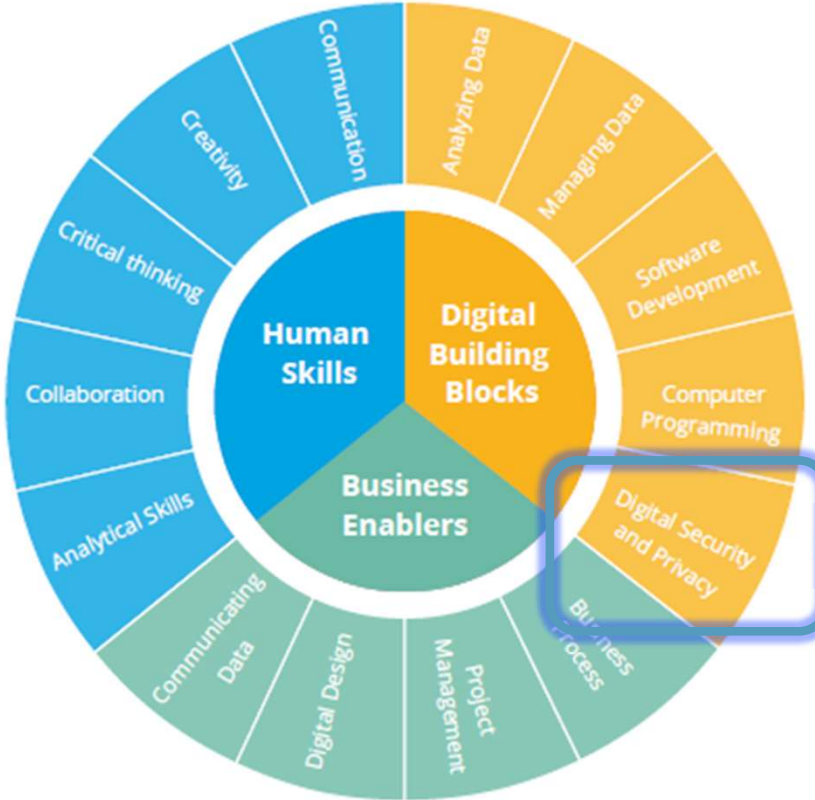 Human
Skills
Digital
Building
Blocks
Business
Enablers
Analyzing Data
Managing Data
Software
Development
Computer
Programming
Digital Security
and Privacy
Business
Process
Project
Management
Digital Design
Communicating
Data
Analytical Skills
Collaboration
Critical thinking
Creativity
Communication